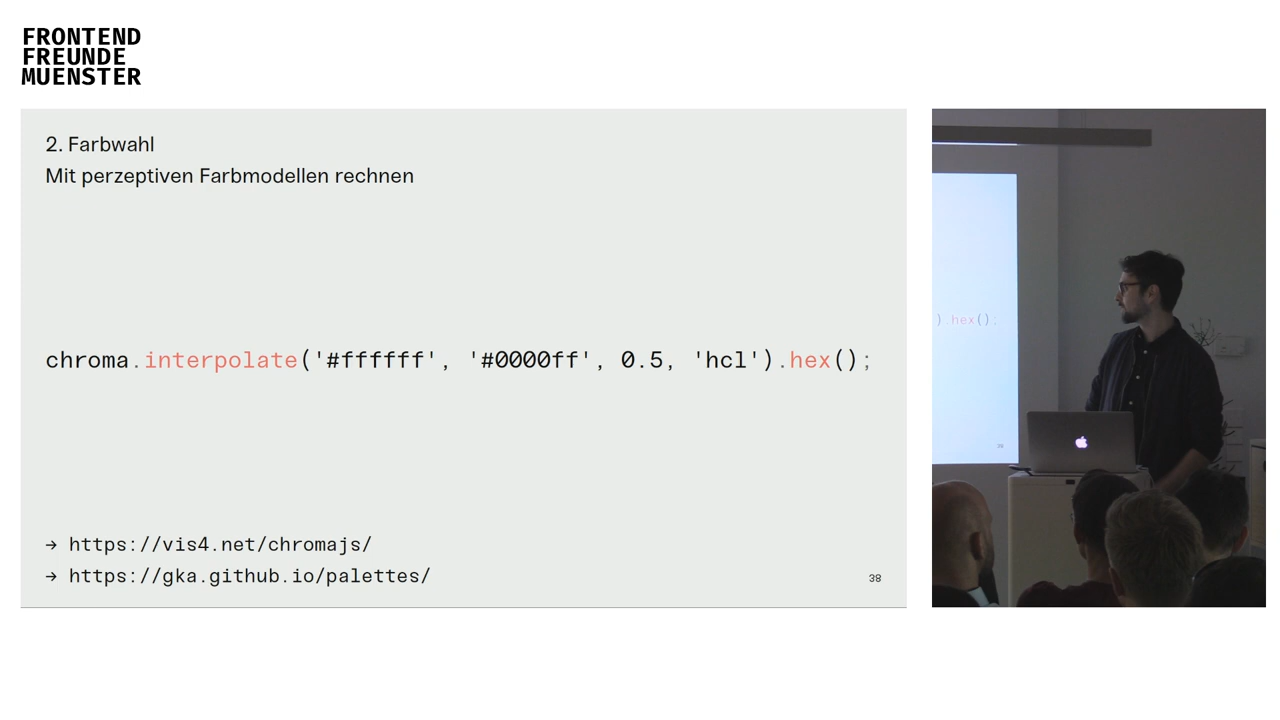 FRONTEND
FREUNDE
MUENSTER
2. Farbwahl
Mit perzeptiven Farbmodellen rechnen
chroma.interpolate('#ffffff', '#0000ff', 0.5, 'hcl').hex();
→ https://vis4.net/chromajs/
→ https://gka.github.io/palettes/
38
).hex();
38